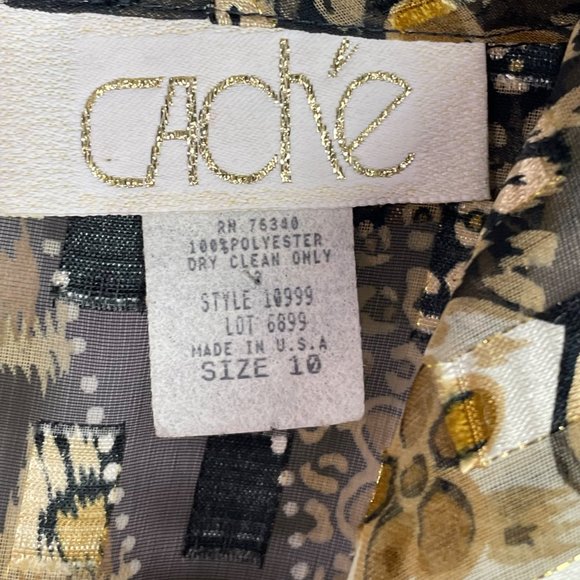 caché
RN 76340
100%POLYESTER
DRY CLEAN ONLY
STYLE 10999
LOT 6899
MADE IN U.S.A
SIZE 10